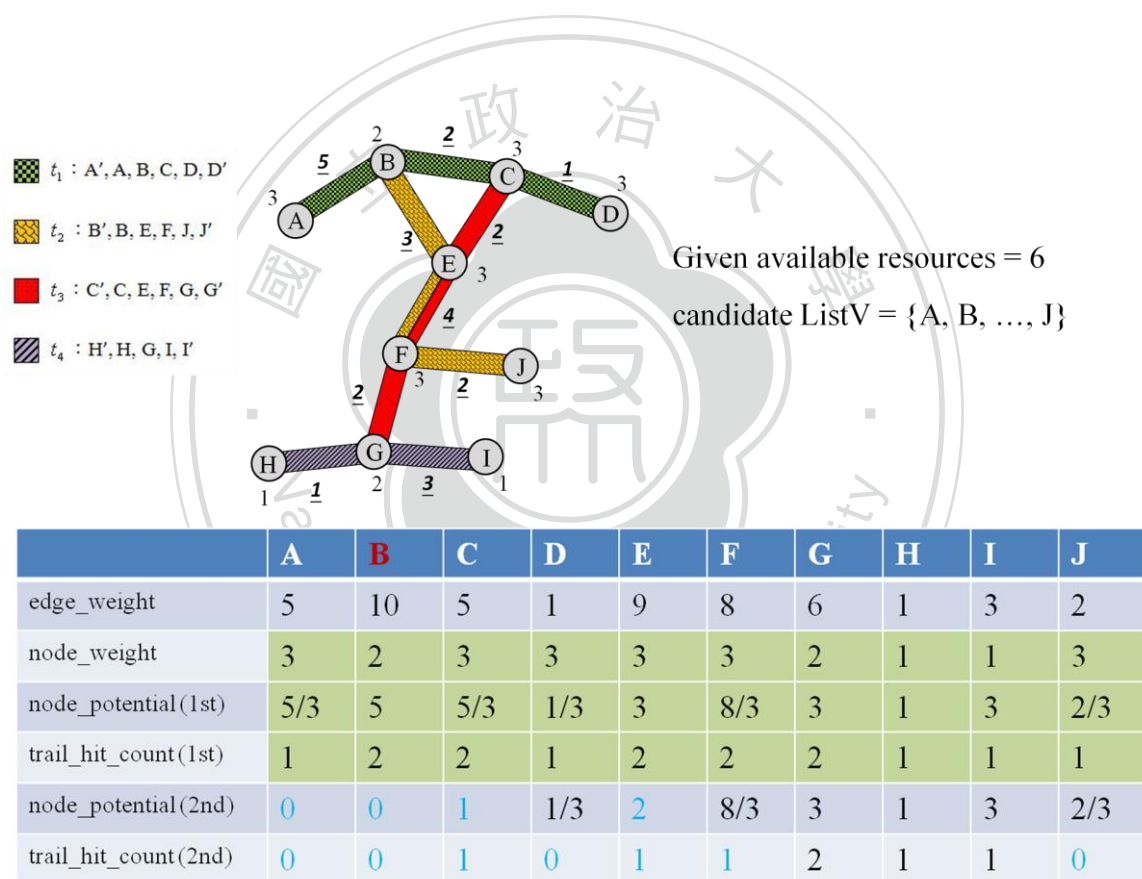 政 治
國 大
學
t₁:A′, A, B, C, D, D′
t₂:B′, B, E, F, J, J′
t₃:C′, C, E, F, G, G′
t₄:H′, H, G, I, I′
2
B
2
3
C
5
1
3
A
3
D
3
2
E
3
4
F
3
2
J
3
2
H
1
1
G
2
3
I
1
Given available resources = 6
candidate ListV = {A, B, …, J}
A B C D E F G H I J
edge_weight 5 10 5 1 9 8 6 1 3 2
node_weight 3 2 3 3 3 3 2 1 1 3
node_potential(1st) 5/3 5 5/3 1/3 3 8/3 3 1 3 2/3
trail_hit_count(1st) 1 2 2 1 2 2 2 1 1 1
node_potential(2nd) 0 0 1 1/3 2 8/3 3 1 3 2/3
trail_hit_count(2nd) 0 0 1 0 1 1 2 1 1 0